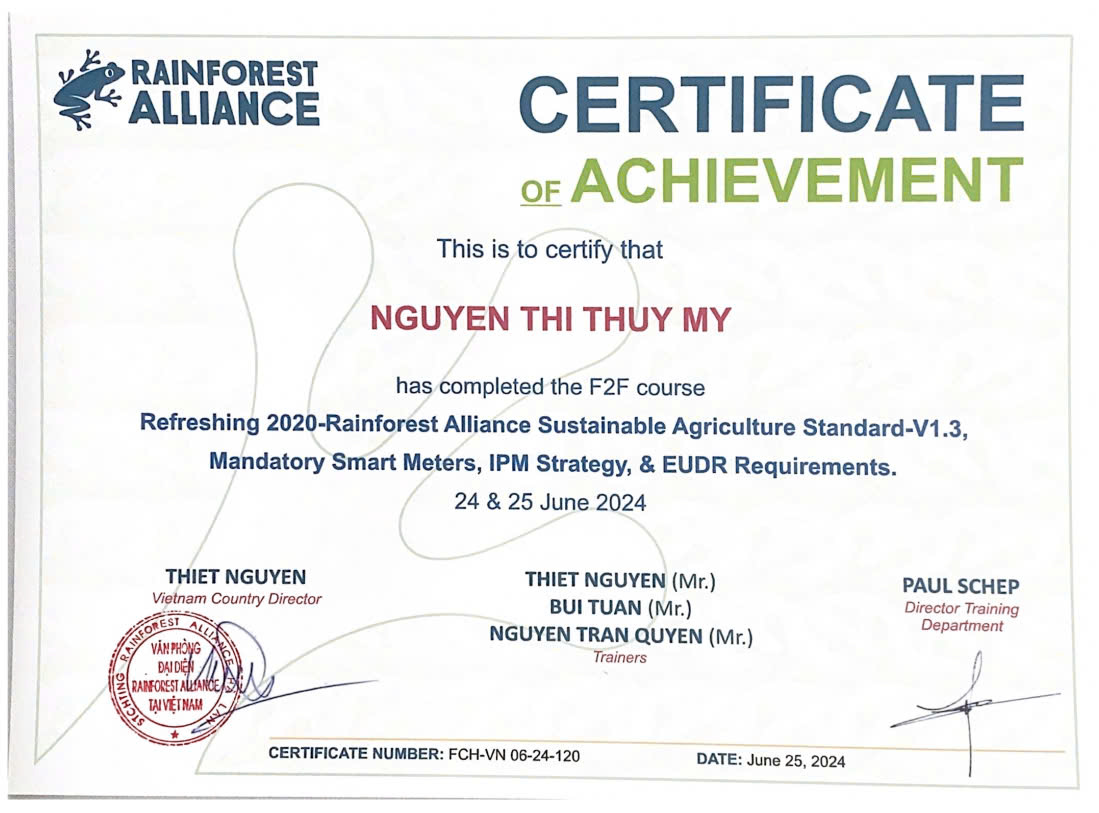 RAINFOREST
ALLIANCE
CERTIFICATE
OF ACHIEVEMENT
This is to certify that
NGUYEN THI THUY MY
has completed the F2F course
Refreshing 2020-Rainforest Alliance Sustainable Agriculture Standard-V1.3,
Mandatory Smart Meters, IPM Strategy, & EUDR Requirements.
24 & 25 June 2024
THIET NGUYEN
Vietnam Country Director
STCHING RAINFOREST ALLIANCE HÀ LAN
VĂN PHÒNG
ĐẠI DIỆN
RAINFOREST ALLIANCE
TẠI VIỆT NAM
THIET NGUYEN (Mr.)
BUI TUAN (Mr.)
NGUYEN TRAN QUYEN (Mr.)
Trainers
PAUL SCHEP
Director Training
Department
CERTIFICATE NUMBER: FCH-VN 06-24-120
DATE: June 25, 2024